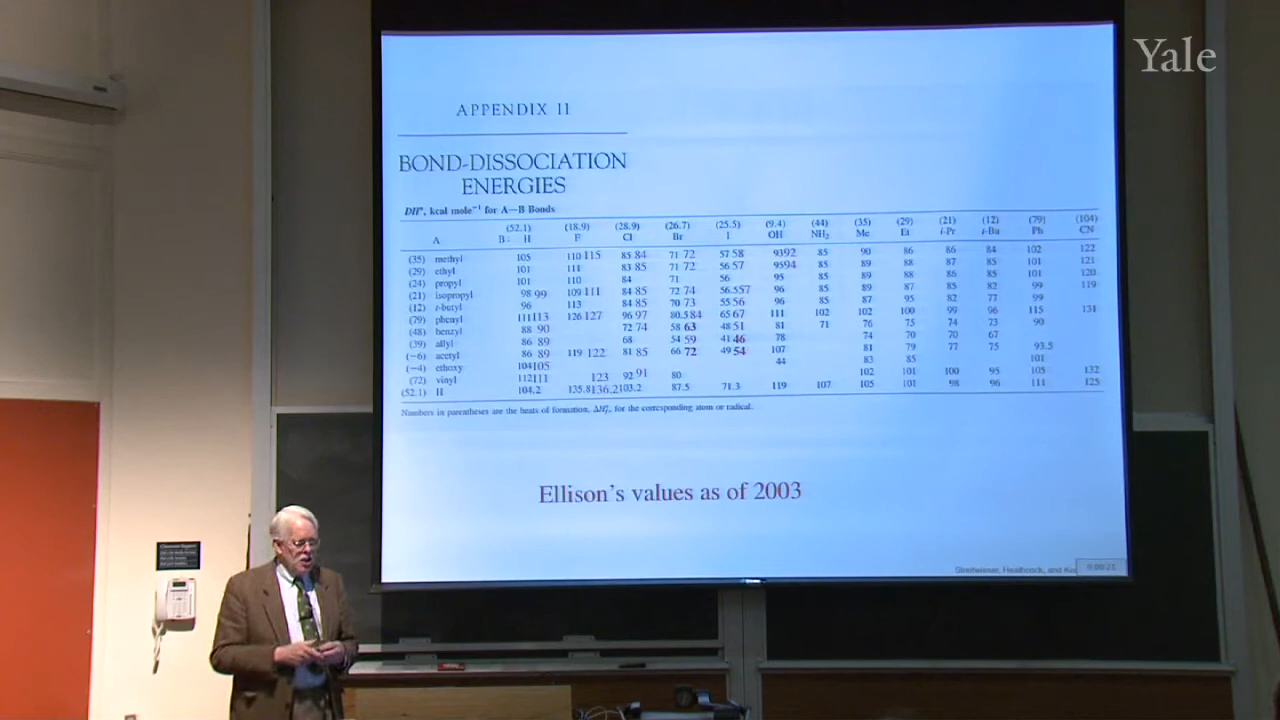 Yale
APPENDIX II
BOND-DISSOCIATION
ENERGIES
DH°, kcal mole⁻¹ for A—B Bonds
(52.1) (18.9) (28.9) (26.7) (25.5) (9.4) (44) (35) (29) (21) (12) (79) (104)
A B: H F Cl Br I OH NH₂ Me Et i-Pr t-Bu Ph CN
(35) methyl 105 110 115 85 84 71 72 57 58 93 92 85 90 86 86 84 102 122
(29) ethyl 101 111 83 85 71 72 56 57 95 94 85 89 88 87 85 101 121
(24) propyl 101 110 84 71 56 95 85 89 88 86 85 101 120
(21) isopropyl 98 99 109 111 84 85 72 74 56.5 57 96 85 89 87 85 82 99 119
(12) t-butyl 96 113 84 85 70 73 55 56 96 85 87 95 82 77 99
(79) phenyl 111 113 126 127 96 97 80.5 84 65 67 111 102 102 100 99 96 115 131
(48) benzyl 88 90 72 74 58 63 48 51 81 71 76 75 74 73 90
(39) allyl 86 89 68 54 59 41 46 78 74 70 70 67
(−6) acetyl 86 89 119 122 81 85 66 72 49 54 107 81 79 77 75 93.5
(−4) ethoxy 104 105 44 83 85 101
(72) vinyl 112 111 123 92 91 80 102 101 100 95 105 132
(52.1) H 104.2 135.8 136.2 103.2 87.5 71.3 119 107 105 101 98 96 111 125
Numbers in parentheses are the heats of formation, ΔH°f, for the corresponding atom or radical.
Ellison's values as of 2003
Streitwieser, Heathcock, and
0:00:21